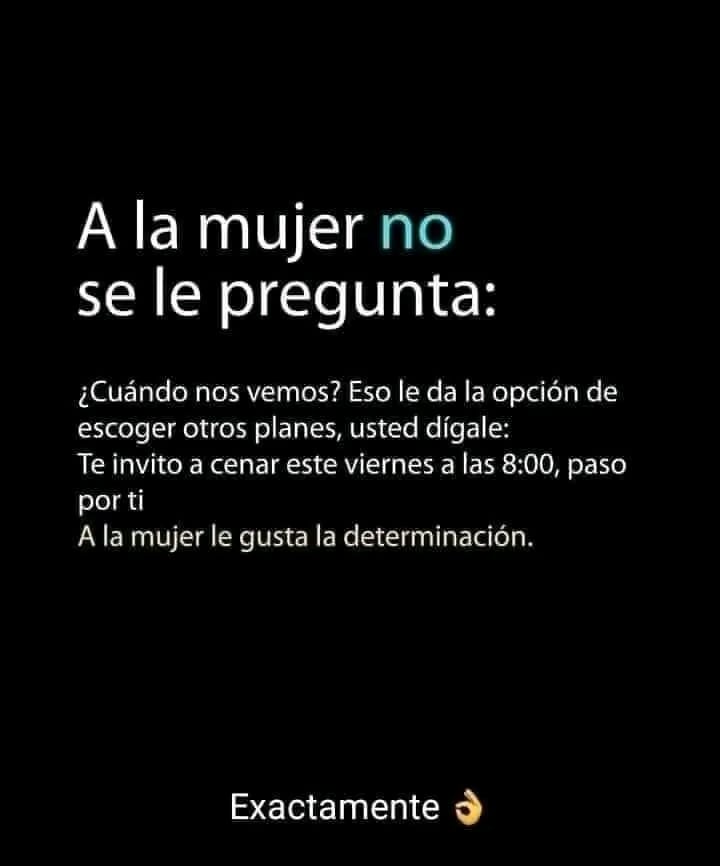 A la mujer no
se le pregunta:
¿Cuándo nos vemos? Eso le da la opción de
escoger otros planes, usted dígale:
Te invito a cenar este viernes a las 8:00, paso
por ti
A la mujer le gusta la determinación.
Exactamente 👌